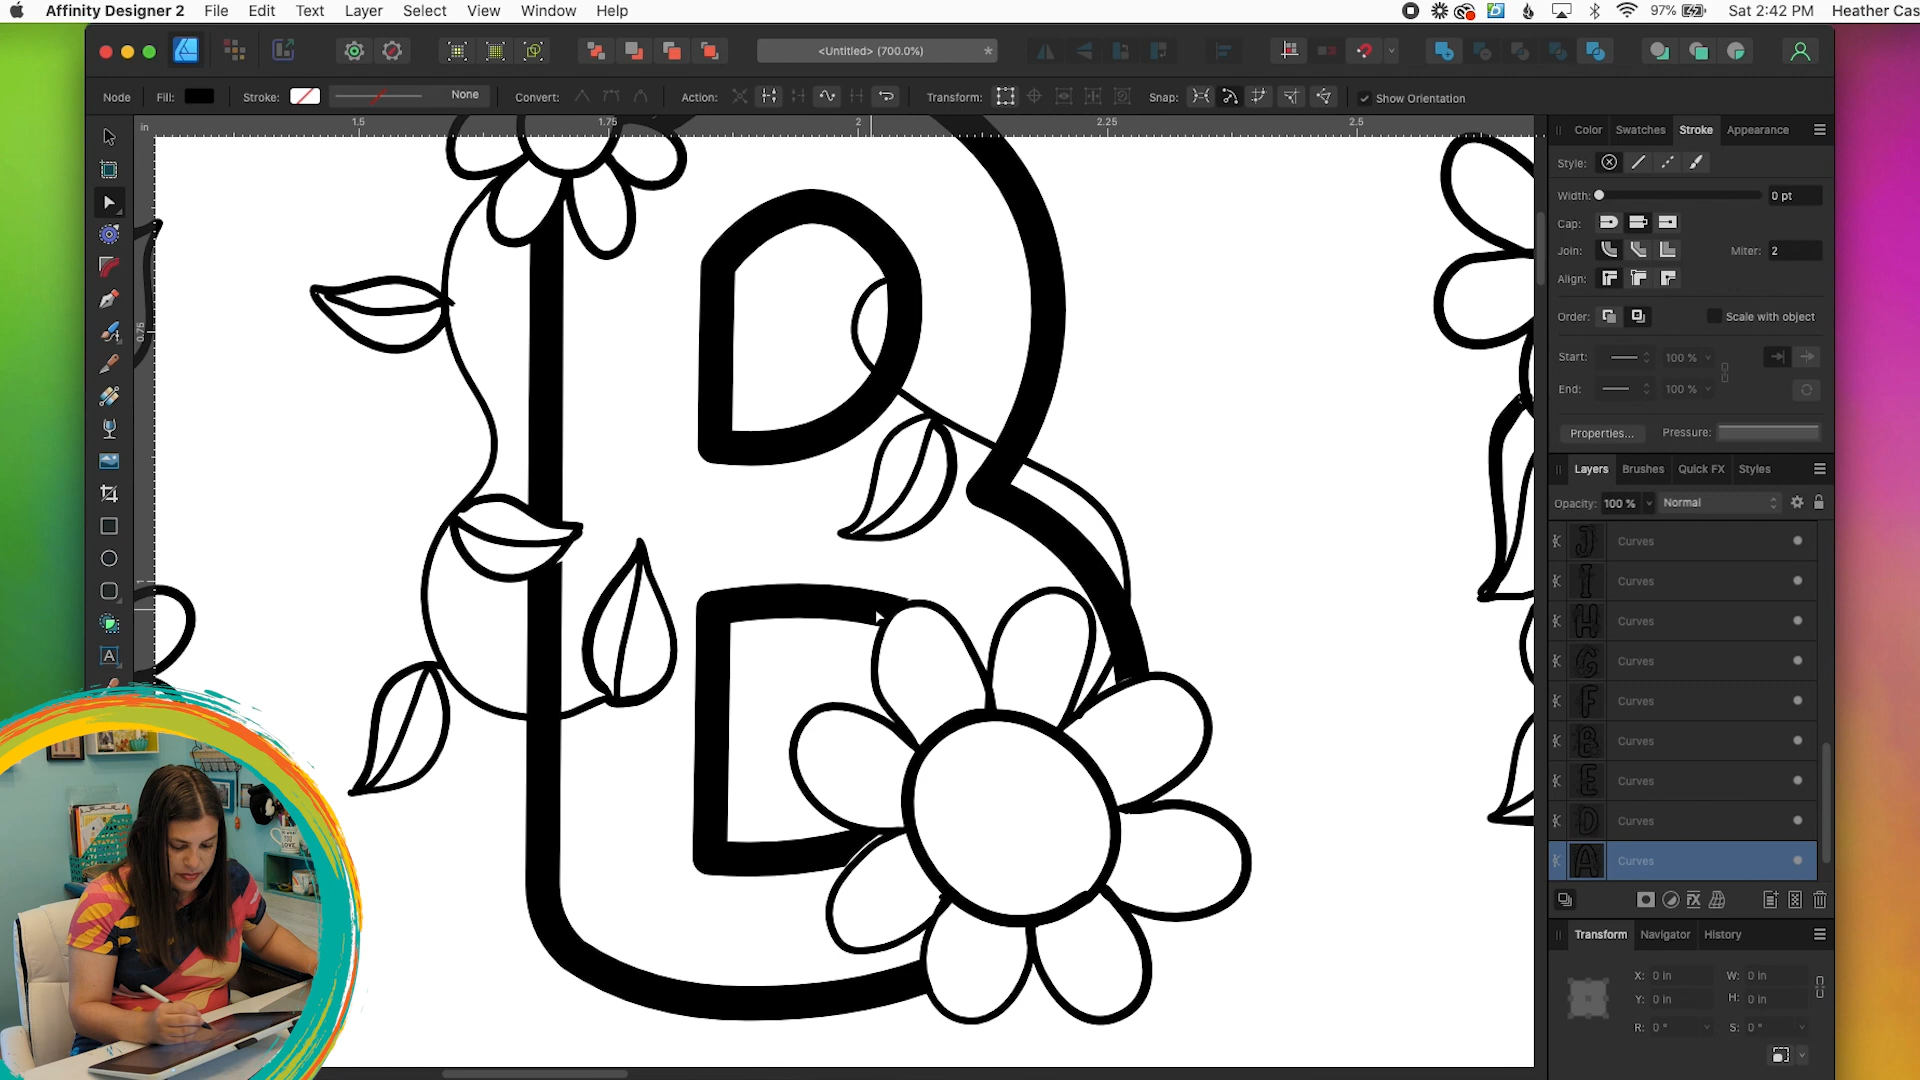 Affinity Designer 2 File Edit Text Layer Select View Window Help 97% Sat 2:42 PM Heather Cas
<Untitled> (700.0%) *
Node Fill: Stroke: None Convert: Action: Transform: Snap: Show Orientation
in 1.5 1.75 2 2.25 2.5
0.75
1
Color Swatches Stroke Appearance
Style:
Width: 0 pt
Cap:
Join: Miter: 2
Align:
Order: Scale with object
Start: 100 %
End: 100 %
Properties... Pressure:
Layers Brushes Quick FX Styles
Opacity: 100 % Normal
J Curves
I Curves
H Curves
G Curves
F Curves
B Curves
E Curves
D Curves
A Curves
FX
Transform Navigator History
X: 0 in W: 0 in
Y: 0 in H: 0 in
R: 0 ° S: 0 °
A
B